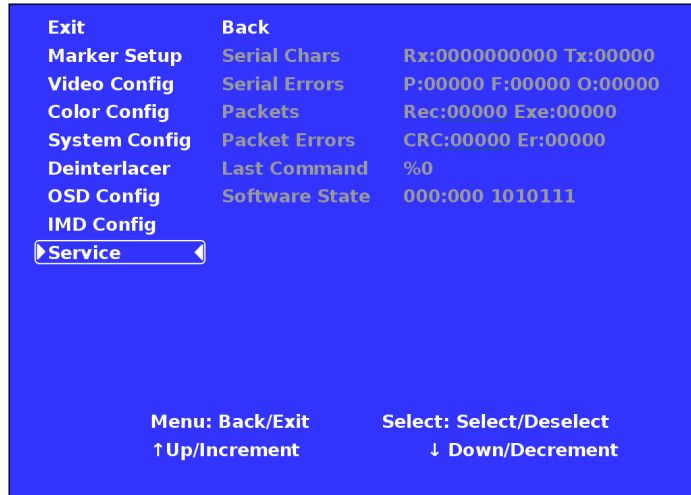 Exit Back
Marker Setup Serial Chars Rx:0000000000 Tx:00000
Video Config Serial Errors P:00000 F:00000 O:00000
Color Config Packets Rec:00000 Exe:00000
System Config Packet Errors CRC:00000 Er:00000
Deinterlacer Last Command %0
OSD Config Software State 000:000 1010111
IMD Config
Service
Menu: Back/Exit Select: Select/Deselect
↑Up/Increment ↓ Down/Decrement